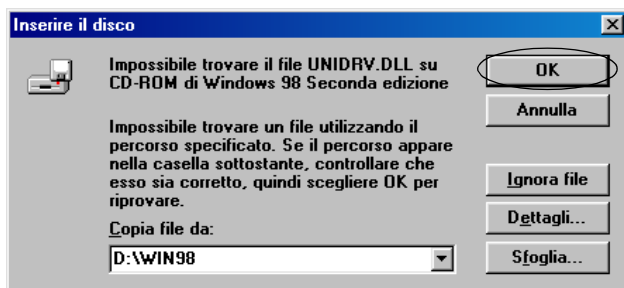 Inserire il disco
Impossibile trovare il file UNIDRV.DLL su
CD-ROM di Windows 98 Seconda edizione
Impossibile trovare un file utilizzando il
percorso specificato. Se il percorso appare
nella casella sottostante, controllare che
esso sia corretto, quindi scegliere OK per
riprovare.
Copia file da:
D:\WIN98
OK
Annulla
Ignora file
Dettagli...
Sfoglia...